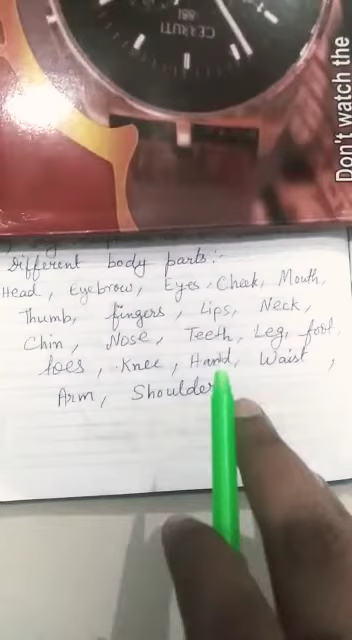 CERRUTI
1881
Don't watch the
Different body parts:-
Head, Eyebrow, Eyes, Cheek, Mouth,
Thumb, fingers, Lips, Neck,
Chin, Nose, Teeth, Leg, foot,
toes, Knee, Hand, Waist,
Arm, Shoulder